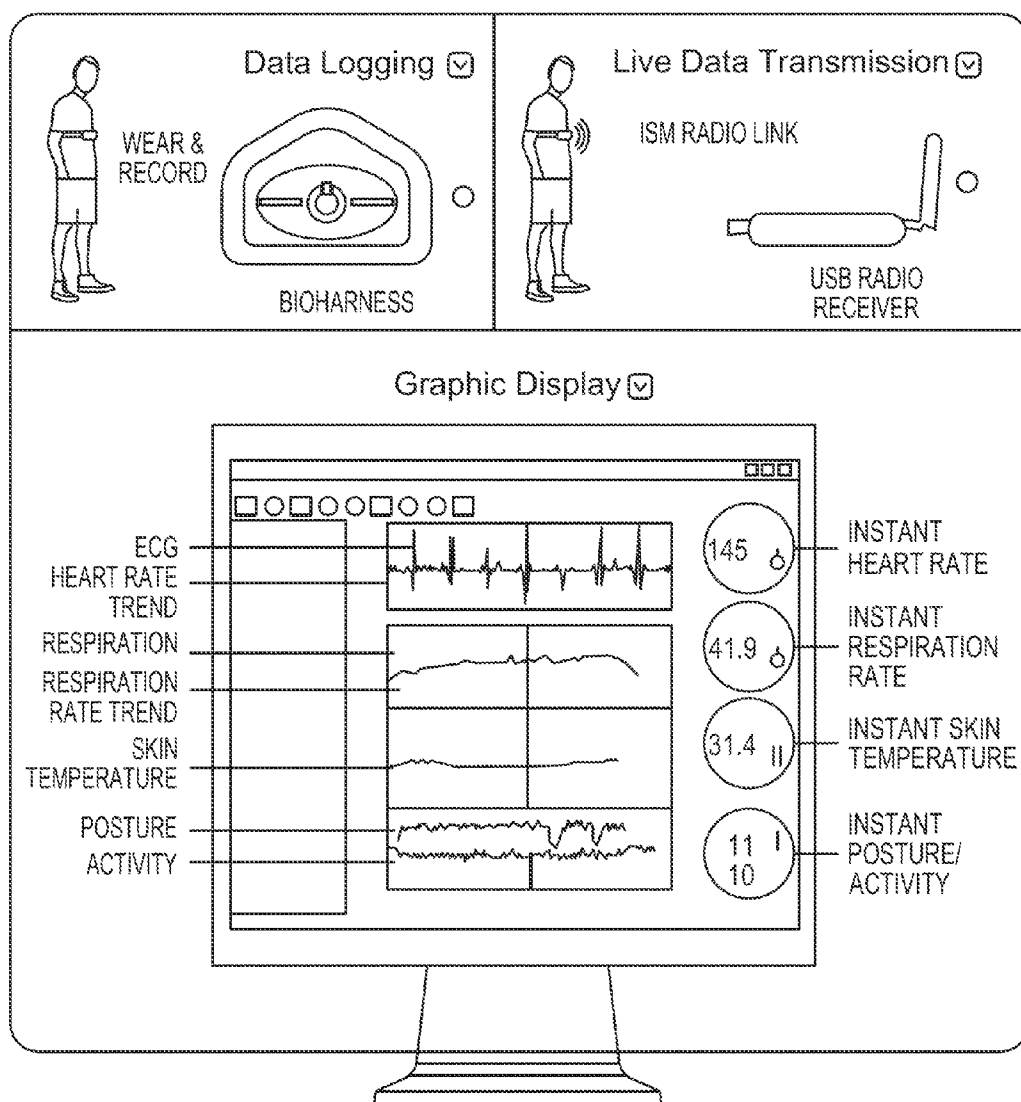 Data Logging
WEAR &
RECORD
BIOHARNESS
Live Data Transmission
ISM RADIO LINK
USB RADIO
RECEIVER
Graphic Display
ECG
HEART RATE
TREND
RESPIRATION
RESPIRATION
RATE TREND
SKIN
TEMPERATURE
POSTURE
ACTIVITY
145
41.9
31.4
11
10
INSTANT
HEART RATE
INSTANT
RESPIRATION
RATE
INSTANT SKIN
TEMPERATURE
INSTANT
POSTURE/
ACTIVITY